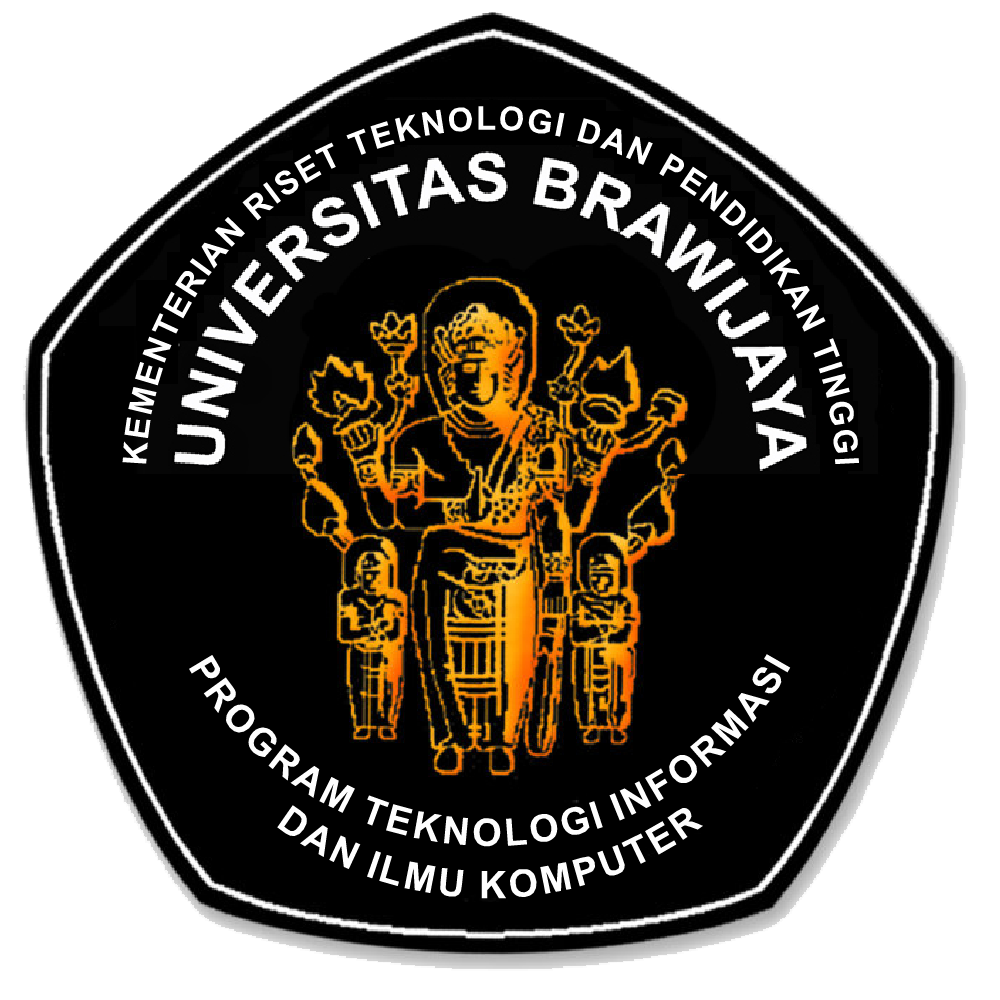 KEMENTERIAN RISET TEKNOLOGI DAN PENDIDIKAN TINGGI
UNIVERSITAS BRAWIJAYA
PROGRAM TEKNOLOGI INFORMASI
DAN ILMU KOMPUTER